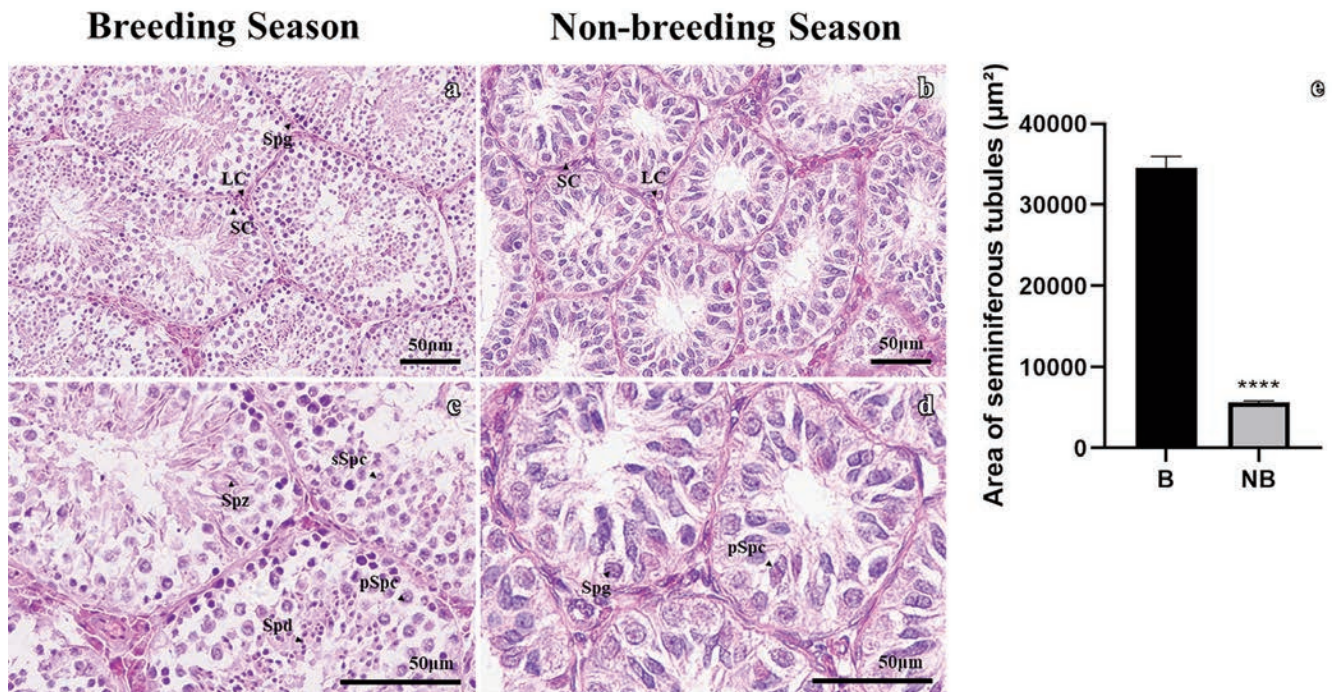 Breeding Season
Non-breeding Season
a
Spg
LC
SC
50μm
b
SC
LC
50μm
c
sSpc
Spz
pSpc
Spd
50μm
d
pSpc
Spg
50μm
e
Area of seminiferous tubules (μm²)
40000
30000
20000
10000
0
****
B
NB